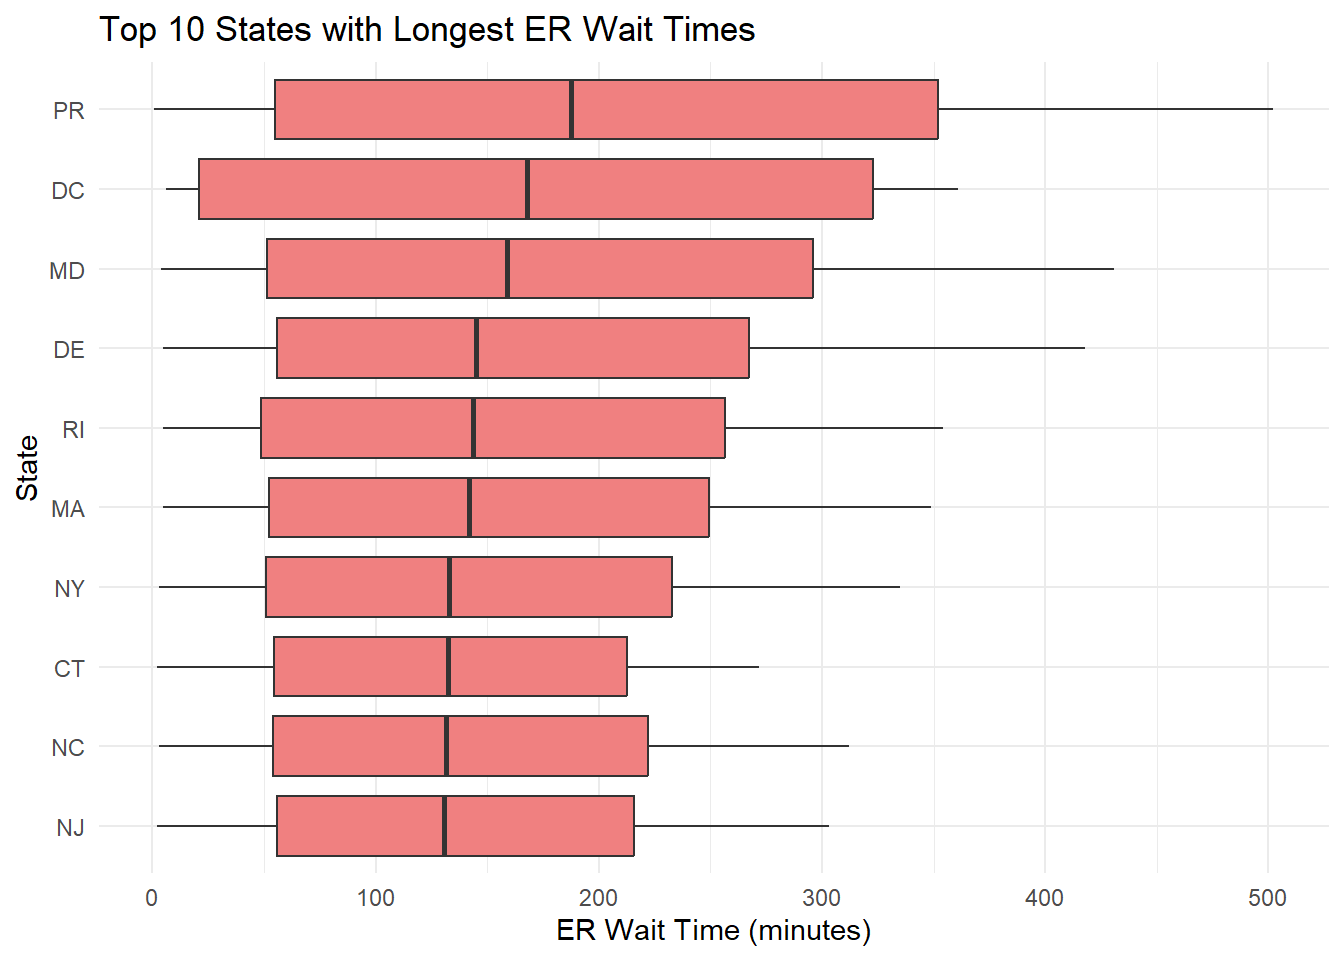 Top 10 States with Longest ER Wait Times
PR
DC
MD
DE
RI
MA
NY
CT
NC
NJ
State
0 100 200 300 400 500
ER Wait Time (minutes)